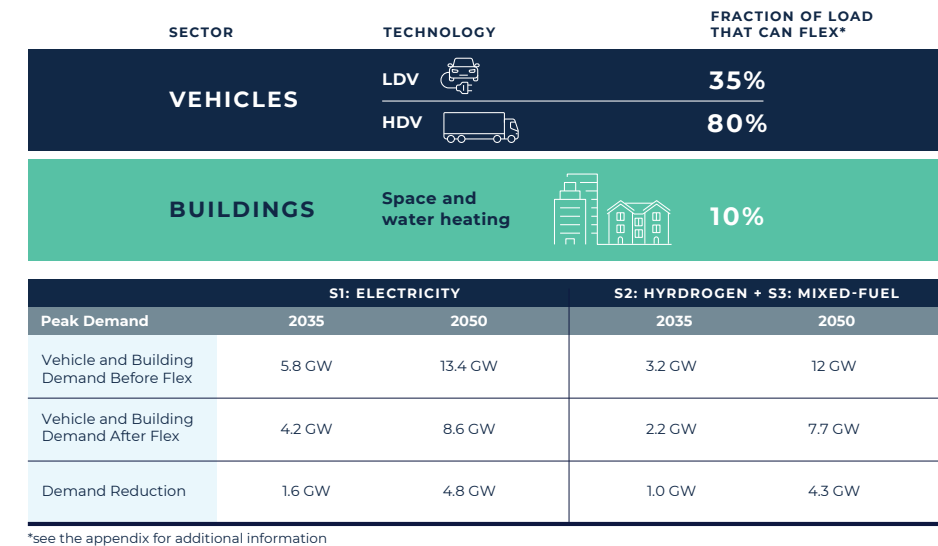 SECTOR TECHNOLOGY FRACTION OF LOAD
THAT CAN FLEX*
VEHICLES
LDV 35%
HDV 80%
BUILDINGS
Space and
water heating
10%
S1: ELECTRICITY S2: HYRDROGEN + S3: MIXED-FUEL
Peak Demand 2035 2050 2035 2050
Vehicle and Building
Demand Before Flex
5.8 GW 13.4 GW 3.2 GW 12 GW
Vehicle and Building
Demand After Flex
4.2 GW 8.6 GW 2.2 GW 7.7 GW
Demand Reduction 1.6 GW 4.8 GW 1.0 GW 4.3 GW
*see the appendix for additional information